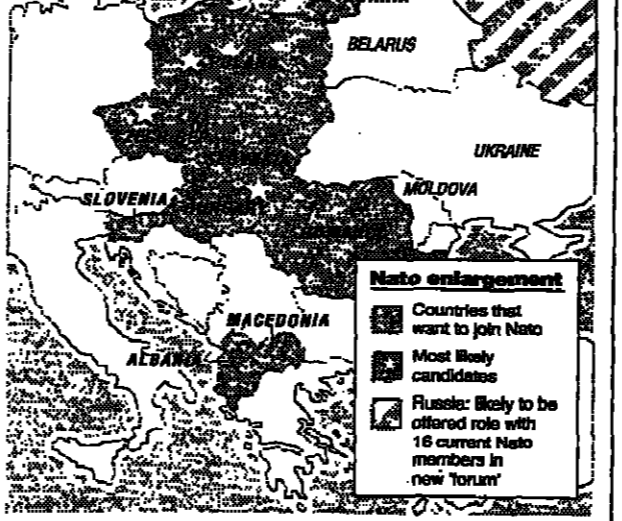 BELARUS
UKRAINE
MOLDOVA
SLOVENIA
MACEDONIA
ALBANIA
Nato enlargement
Countries that
want to join Nato
Most likely
candidates
Russia: likely to be
offered role with
16 current Nato
members in
new 'forum'